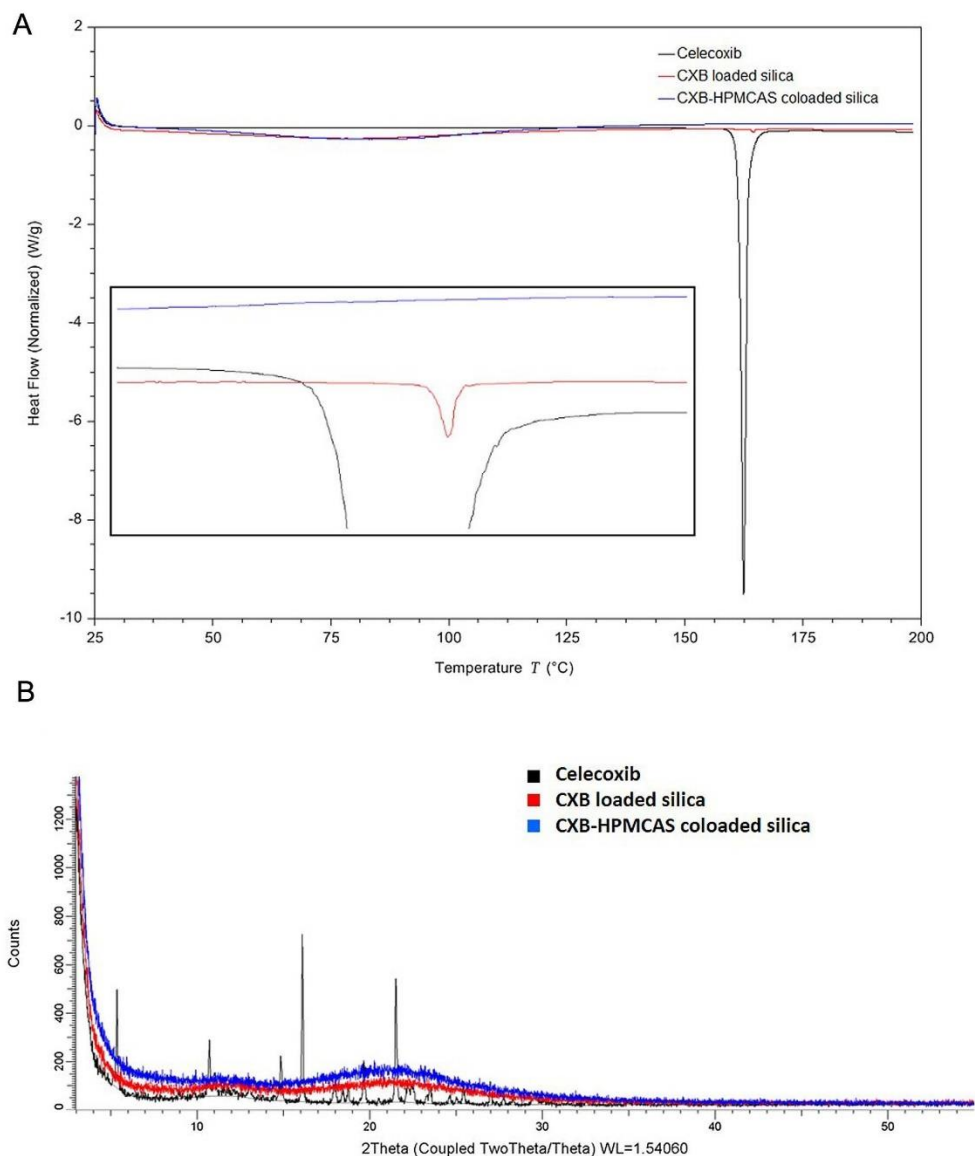 A
2
0
-2
-4
-6
-8
-10
Heat Flow (Normalized) (W/g)
Celecoxib
CXB loaded silica
CXB-HPMCAS coloaded silica
25
50
75
100
125
150
175
200
Temperature T (°C)
B
Celecoxib
CXB loaded silica
CXB-HPMCAS coloaded silica
1200
1000
800
600
400
200
0
Counts
10
20
30
40
50
2Theta (Coupled TwoTheta/Theta) WL=1.54060